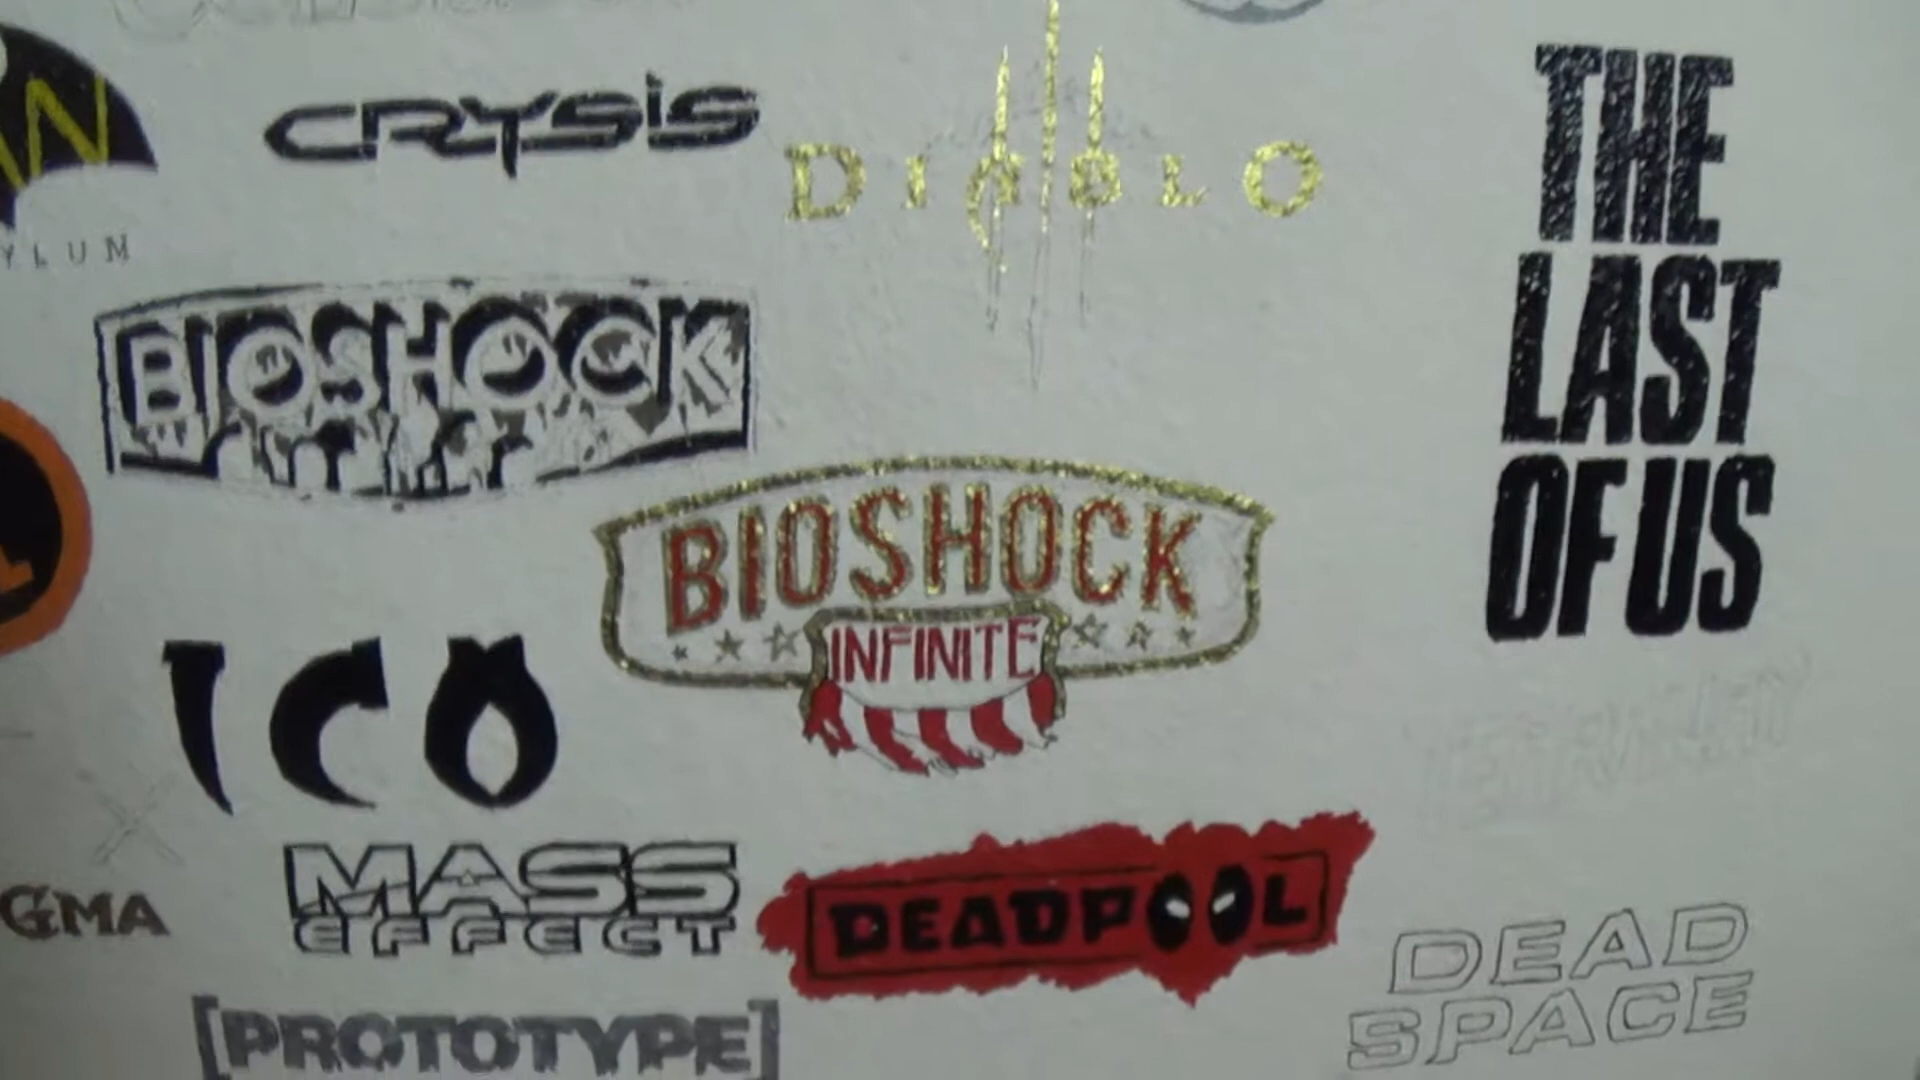 CRYSIS
DIABLO
YLUM
BIOSHOCK
THE
LAST
OF US
BIOSHOCK
INFINITE
ICO
MASS
EFFECT
DEADPOOL
GMA
DEAD
SPACE
[PROTOTYPE]